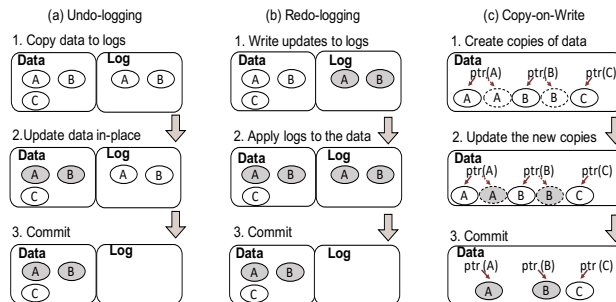 (a) Undo-logging
1. Copy data to logs
Data
Log
A B
A B
C
2.Update data in-place
Data
Log
A B
A B
C
3. Commit
Data
Log
A B
C
(b) Redo-logging
1. Write updates to logs
Data
Log
A B
A B
C
2. Apply logs to the data
Data
Log
A B
A B
C
3. Commit
Data
Log
A B
C
(c) Copy-on-Write
1. Create copies of data
Data
ptr(A) ptr(B) ptr(C)
A A B B C
2. Update the new copies
Data
ptr(A) ptr(B) ptr(C)
A A B B C
3. Commit
Data
ptr (A) ptr (B) ptr (C)
A B C